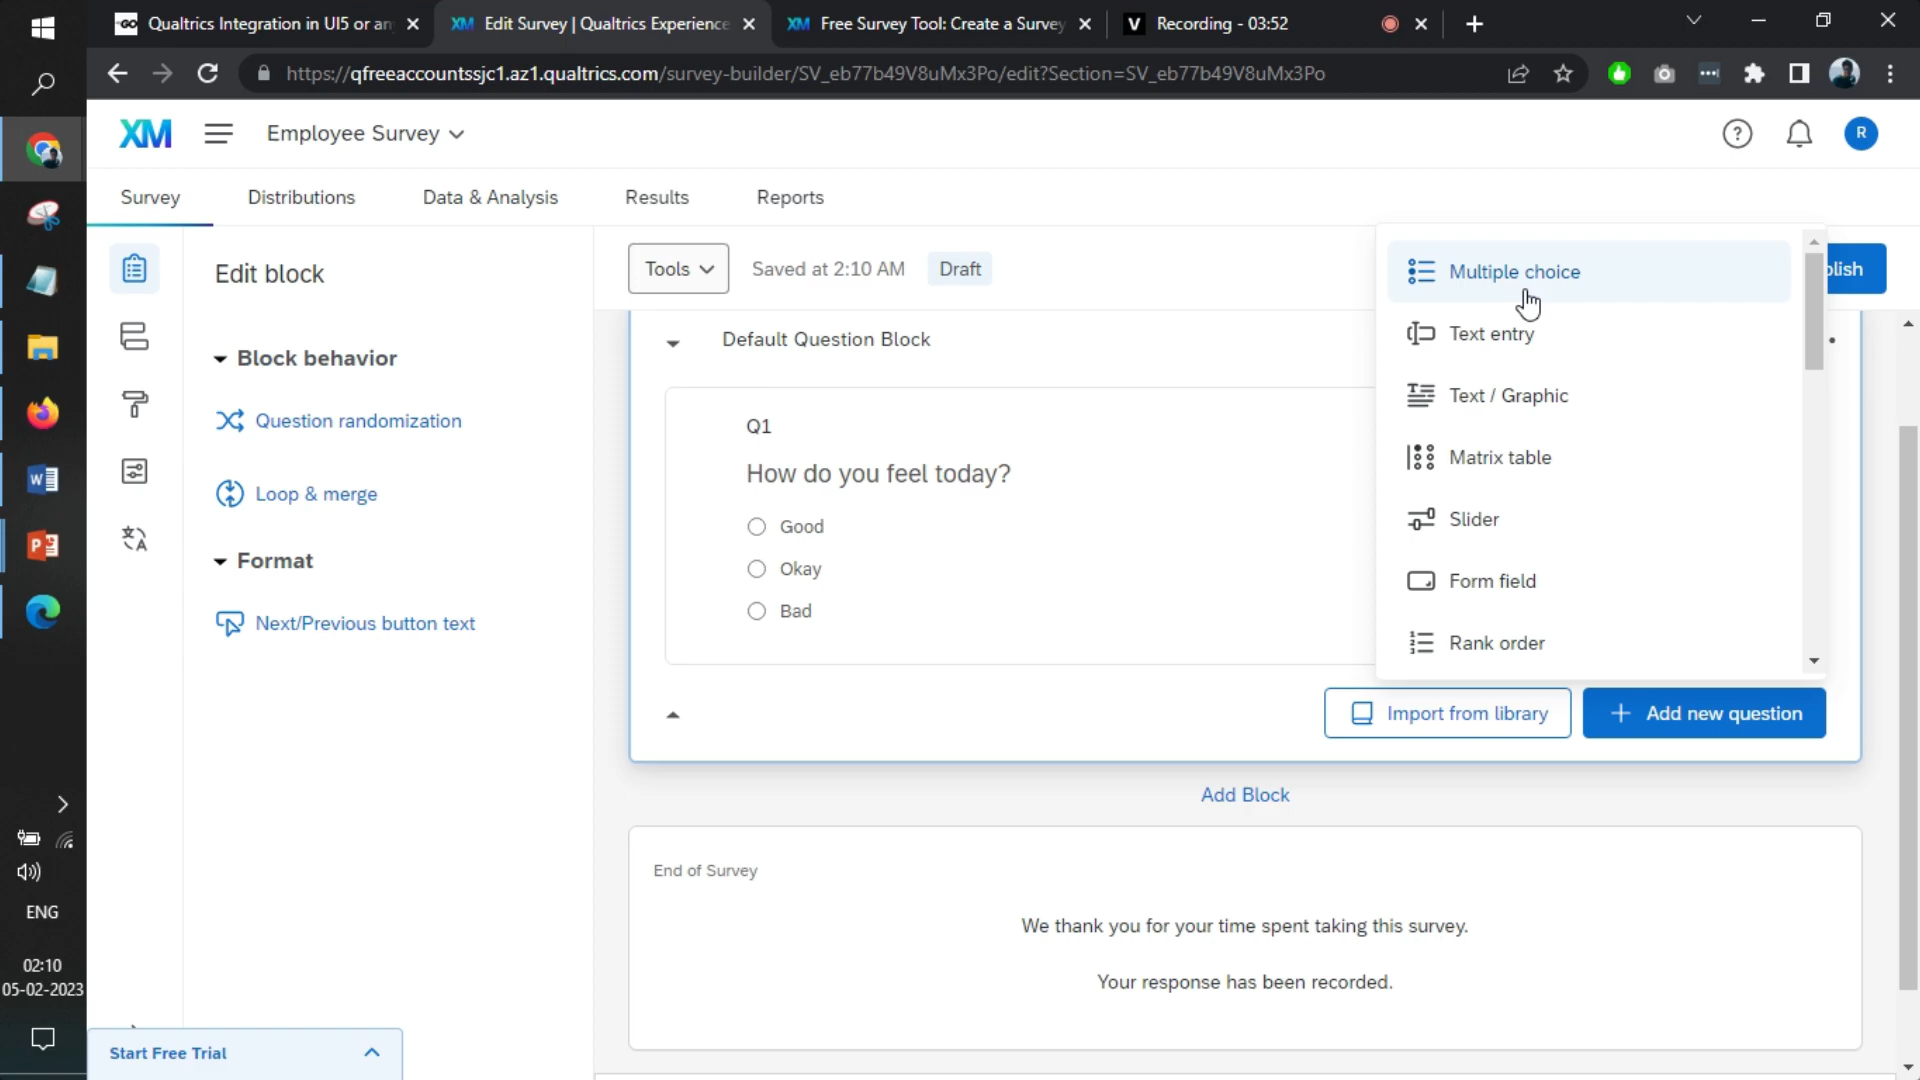 Qualtrics Integration in UI5 or an
Edit Survey | Qualtrics Experience
Free Survey Tool: Create a Survey
Recording - 03:52
https://qfreeaccountssjc1.az1.qualtrics.com/survey-builder/SV_eb77b49V8uMx3Po/edit?Section=SV_eb77b49V8uMx3Po
XM
Employee Survey
R
Survey
Distributions
Data & Analysis
Results
Reports
Edit block
Tools
Saved at 2:10 AM
Draft
blish
Block behavior
Question randomization
Loop & merge
Format
Next/Previous button text
Default Question Block
Q1
How do you feel today?
Good
Okay
Bad
Multiple choice
Text entry
Text / Graphic
Matrix table
Slider
Form field
Rank order
Import from library
Add new question
Add Block
End of Survey
We thank you for your time spent taking this survey.
Your response has been recorded.
ENG
02:10
05-02-2023
Start Free Trial